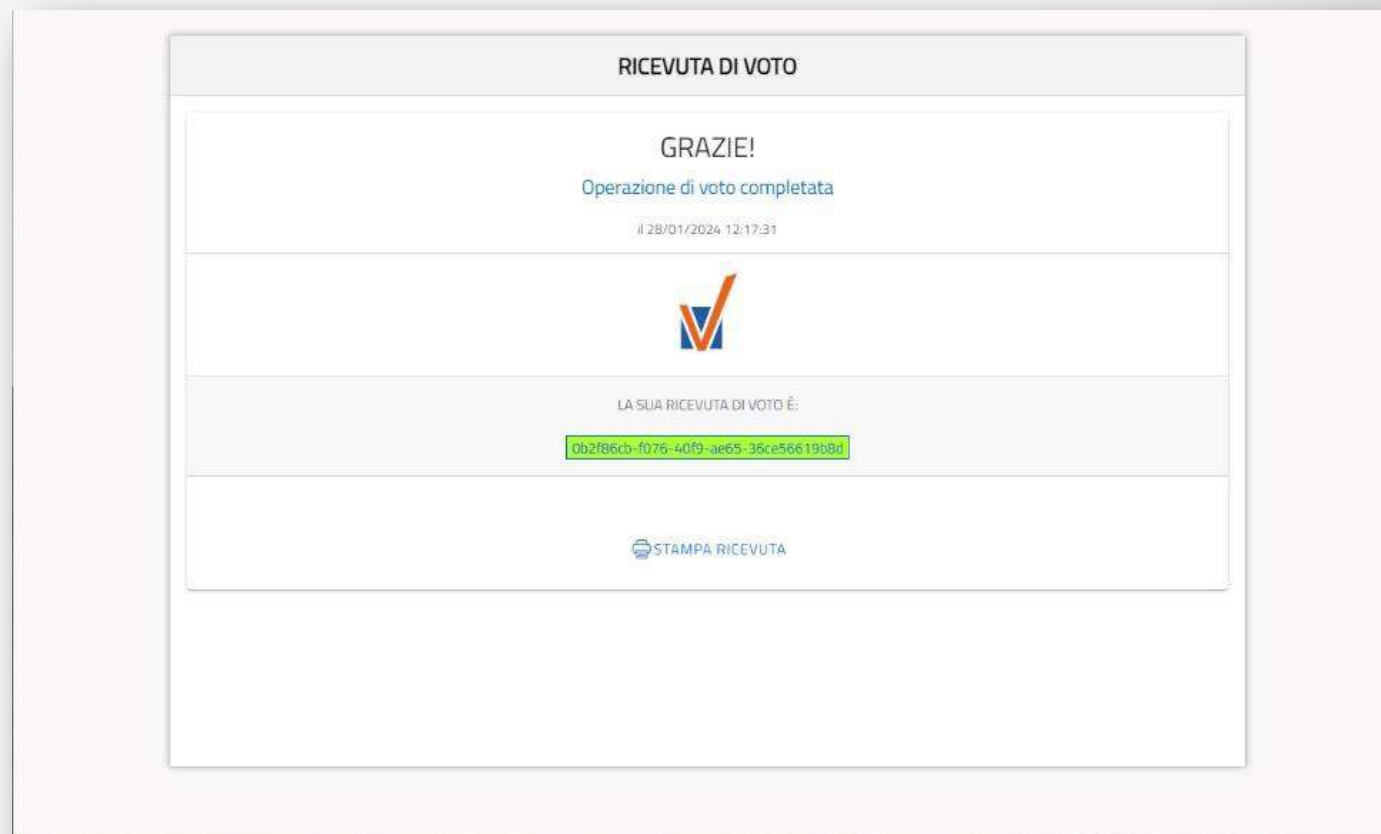 RICEVUTA DI VOTO
GRAZIE!
Operazione di voto completata
il 28/01/2024 12:17:31
LA SUA RICEVUTA DI VOTO È:
0b2f86cb-f076-40f9-ae65-36ce56619b8d
STAMPA RICEVUTA